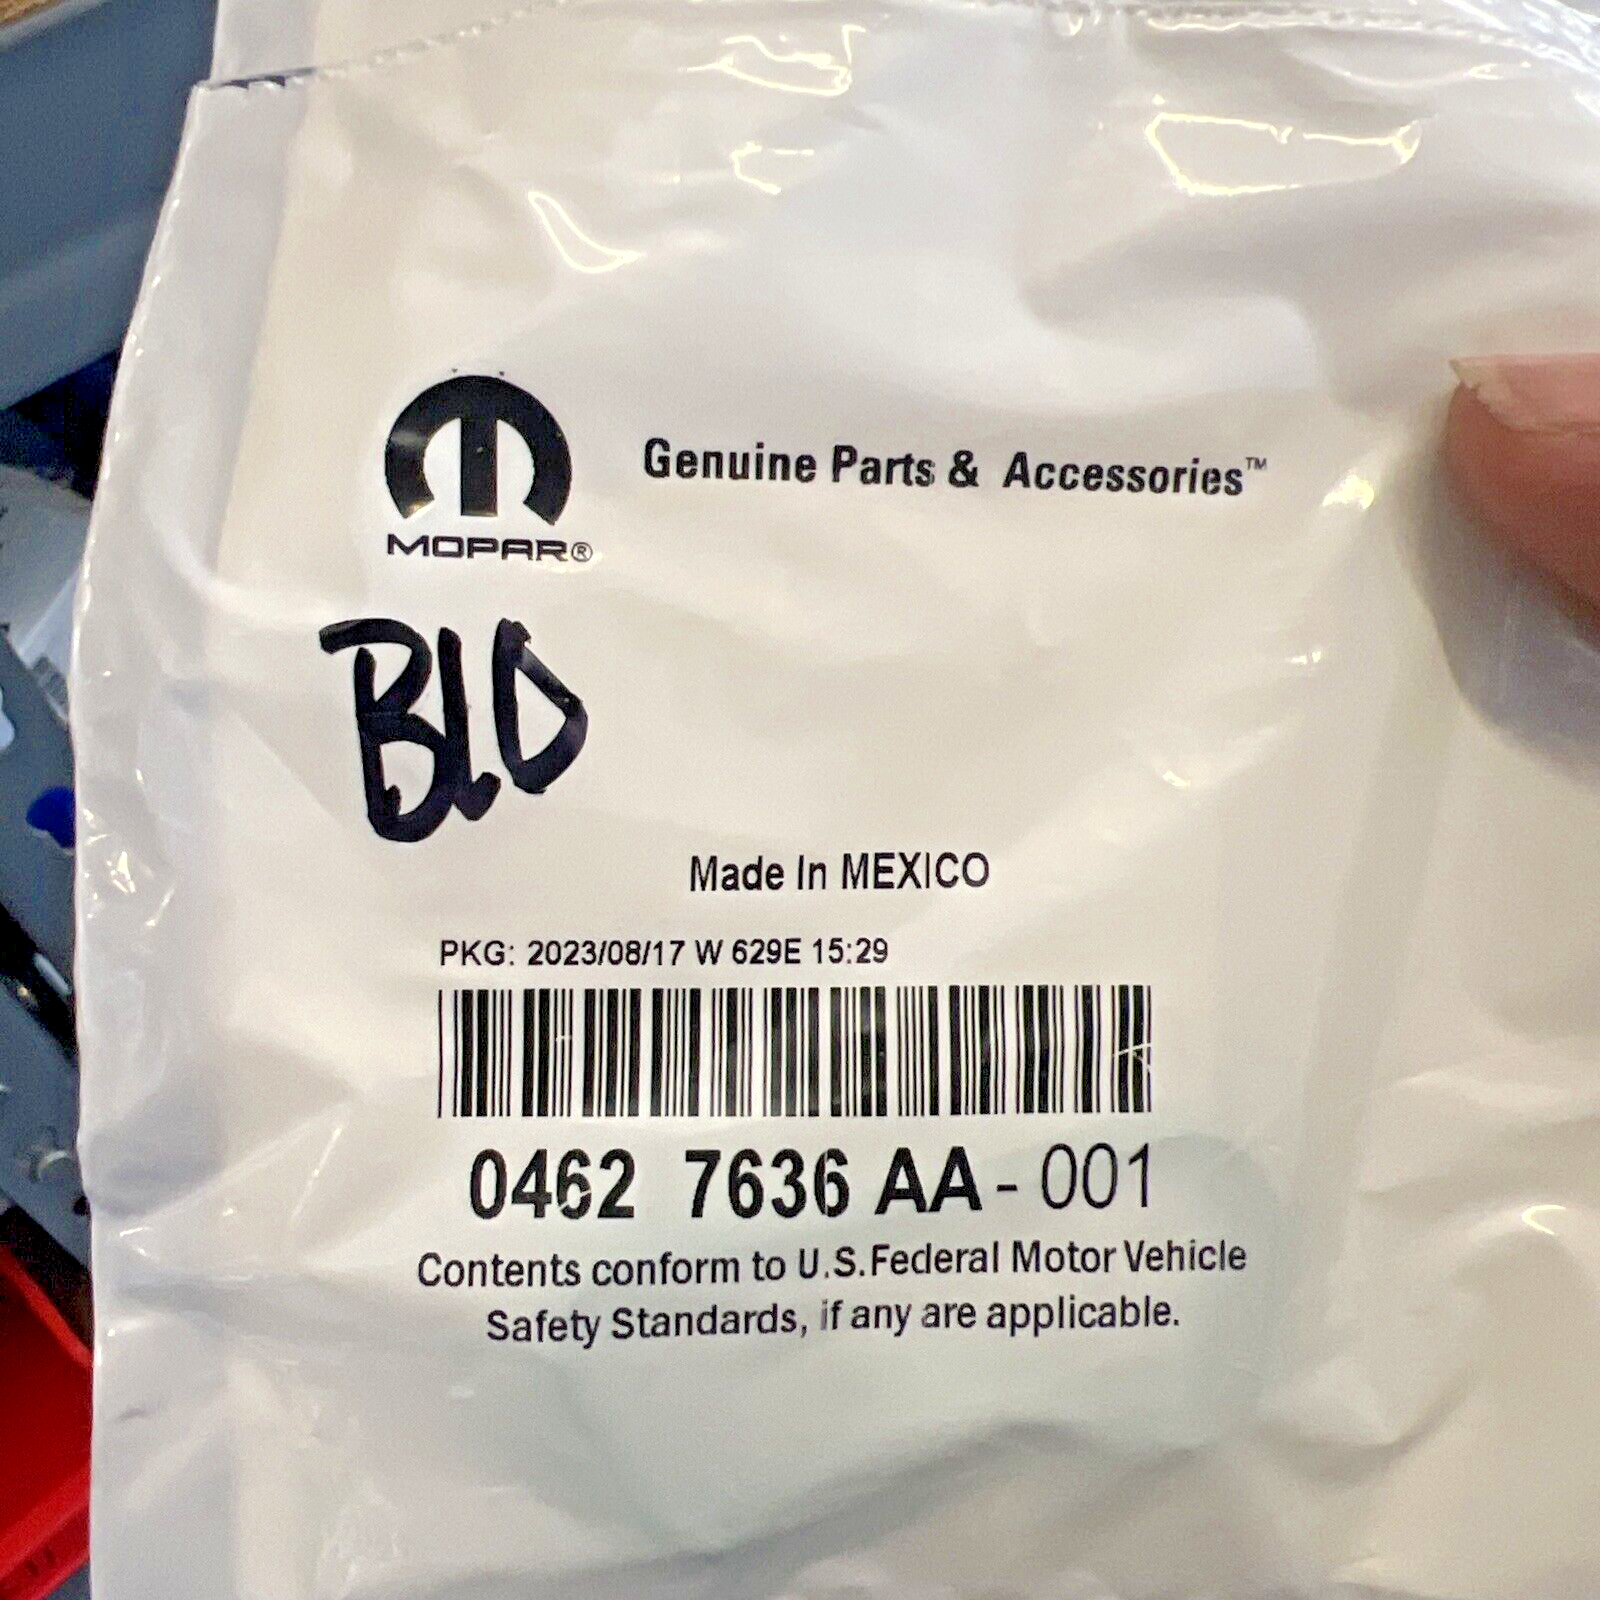 Genuine Parts & Accessories™
MOPAR®
BLD
Made In MEXICO
PKG: 2023/08/17 W 629E 15:29
0462 7636 AA - 001
Contents conform to U.S.Federal Motor Vehicle
Safety Standards, if any are applicable.